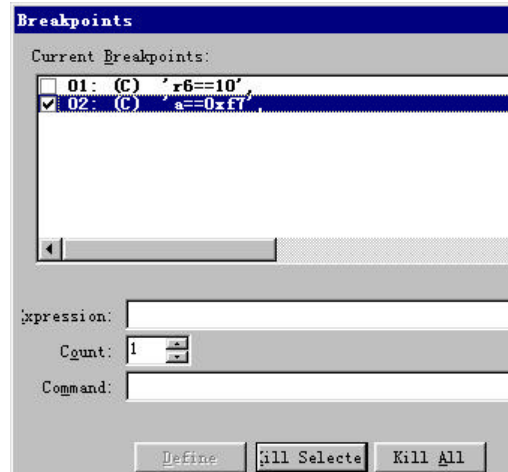 Breakpoints
Current Breakpoints:
01: (C) 'r6==10',
02: (C) 'a==0xf7',
xpression:
Count: 1
Command:
Define ill Selecte Kill All